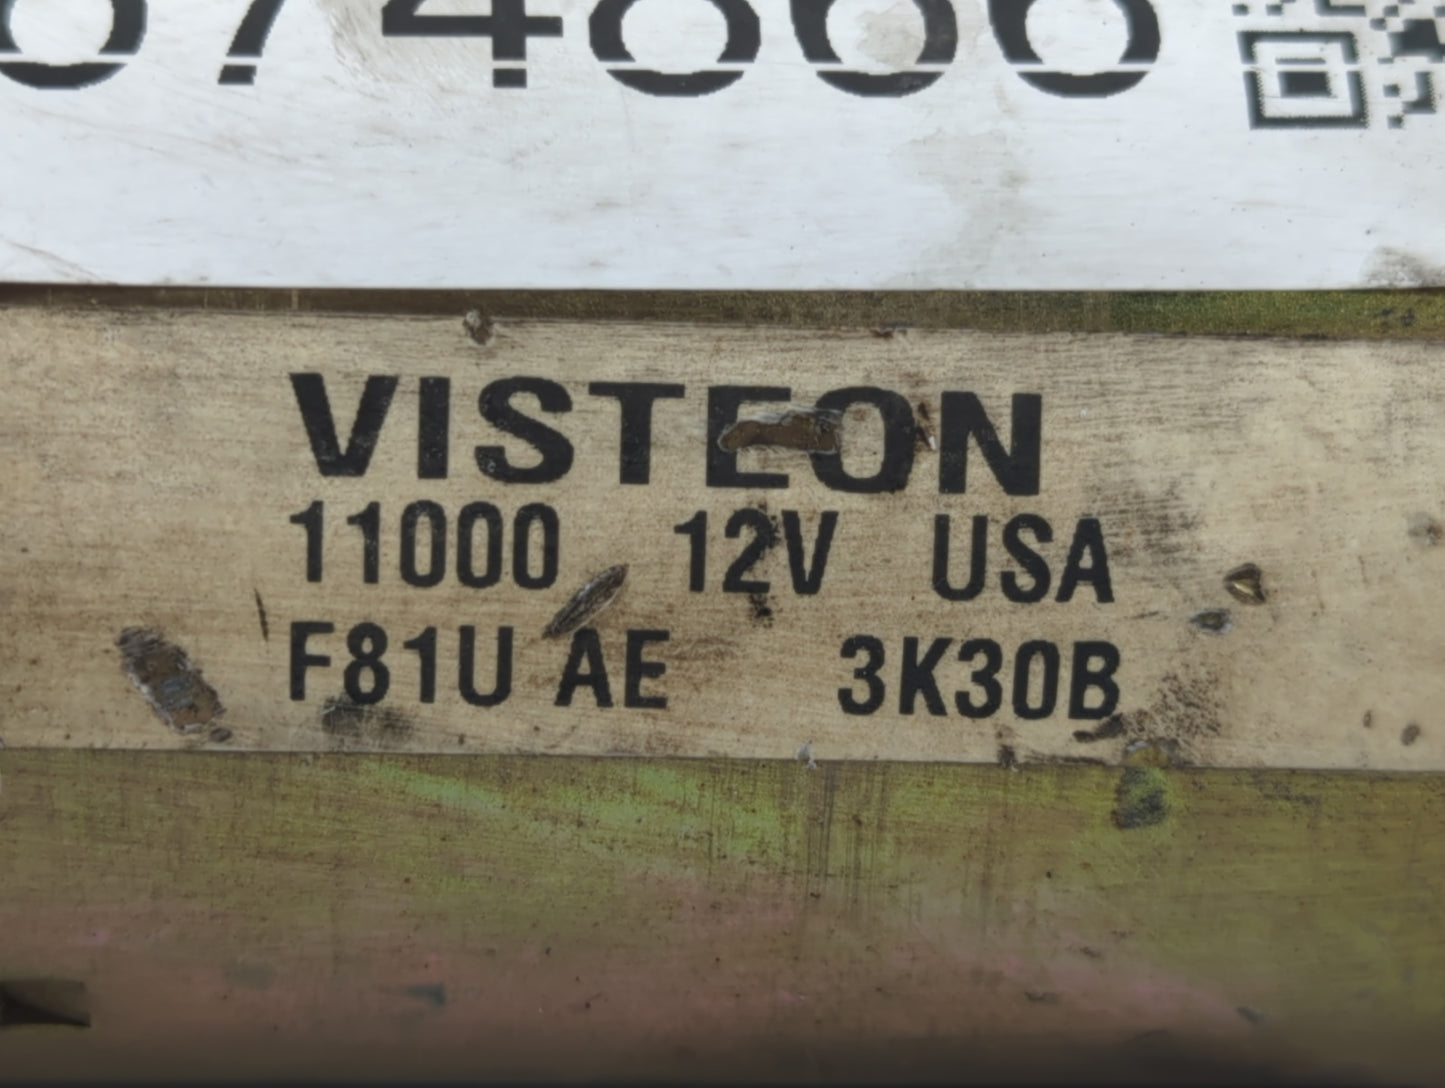 VISTEON
11000 12V USA
F81U AE 3K30B